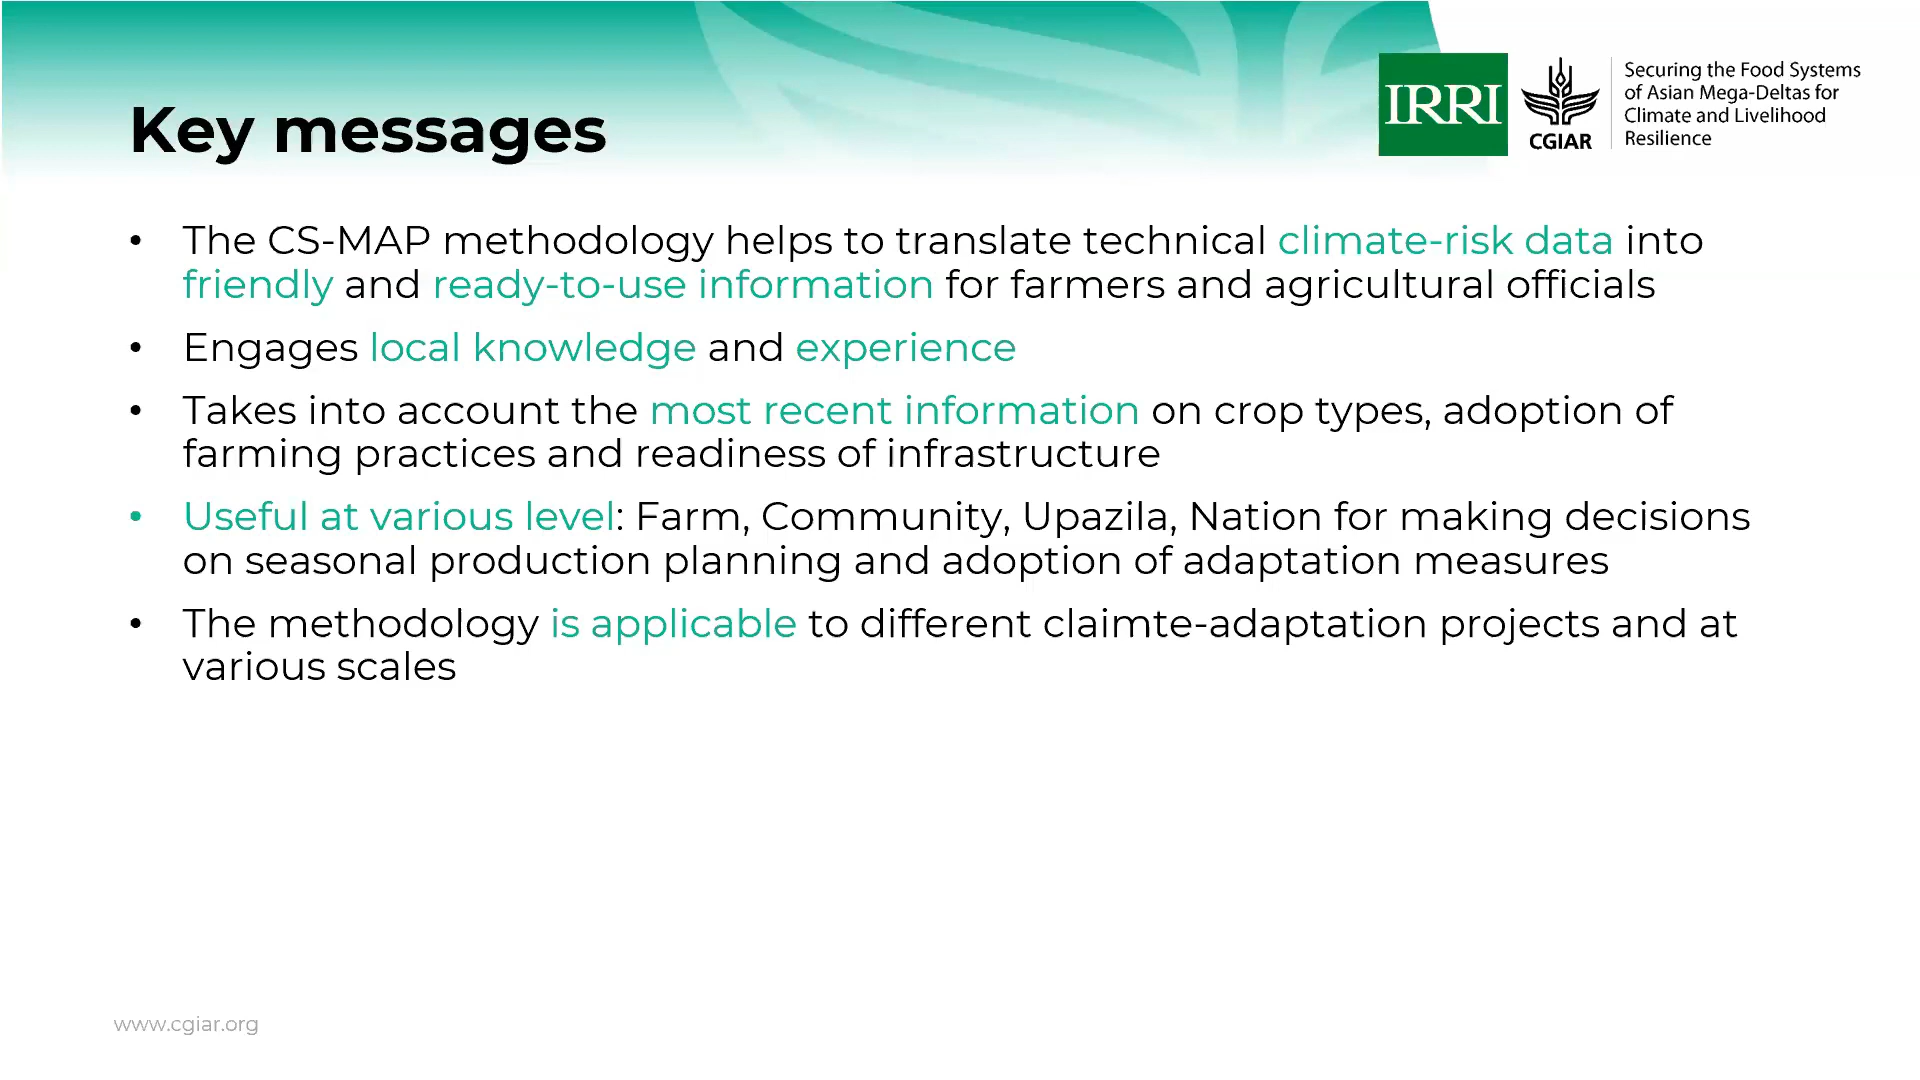 Key messages
IRRI
CGIAR
Securing the Food Systems
of Asian Mega-Deltas for
Climate and Livelihood
Resilience
• The CS-MAP methodology helps to translate technical climate-risk data into
friendly and ready-to-use information for farmers and agricultural officials
• Engages local knowledge and experience
• Takes into account the most recent information on crop types, adoption of
farming practices and readiness of infrastructure
• Useful at various level: Farm, Community, Upazila, Nation for making decisions
on seasonal production planning and adoption of adaptation measures
• The methodology is applicable to different claimte-adaptation projects and at
various scales
www.cgiar.org